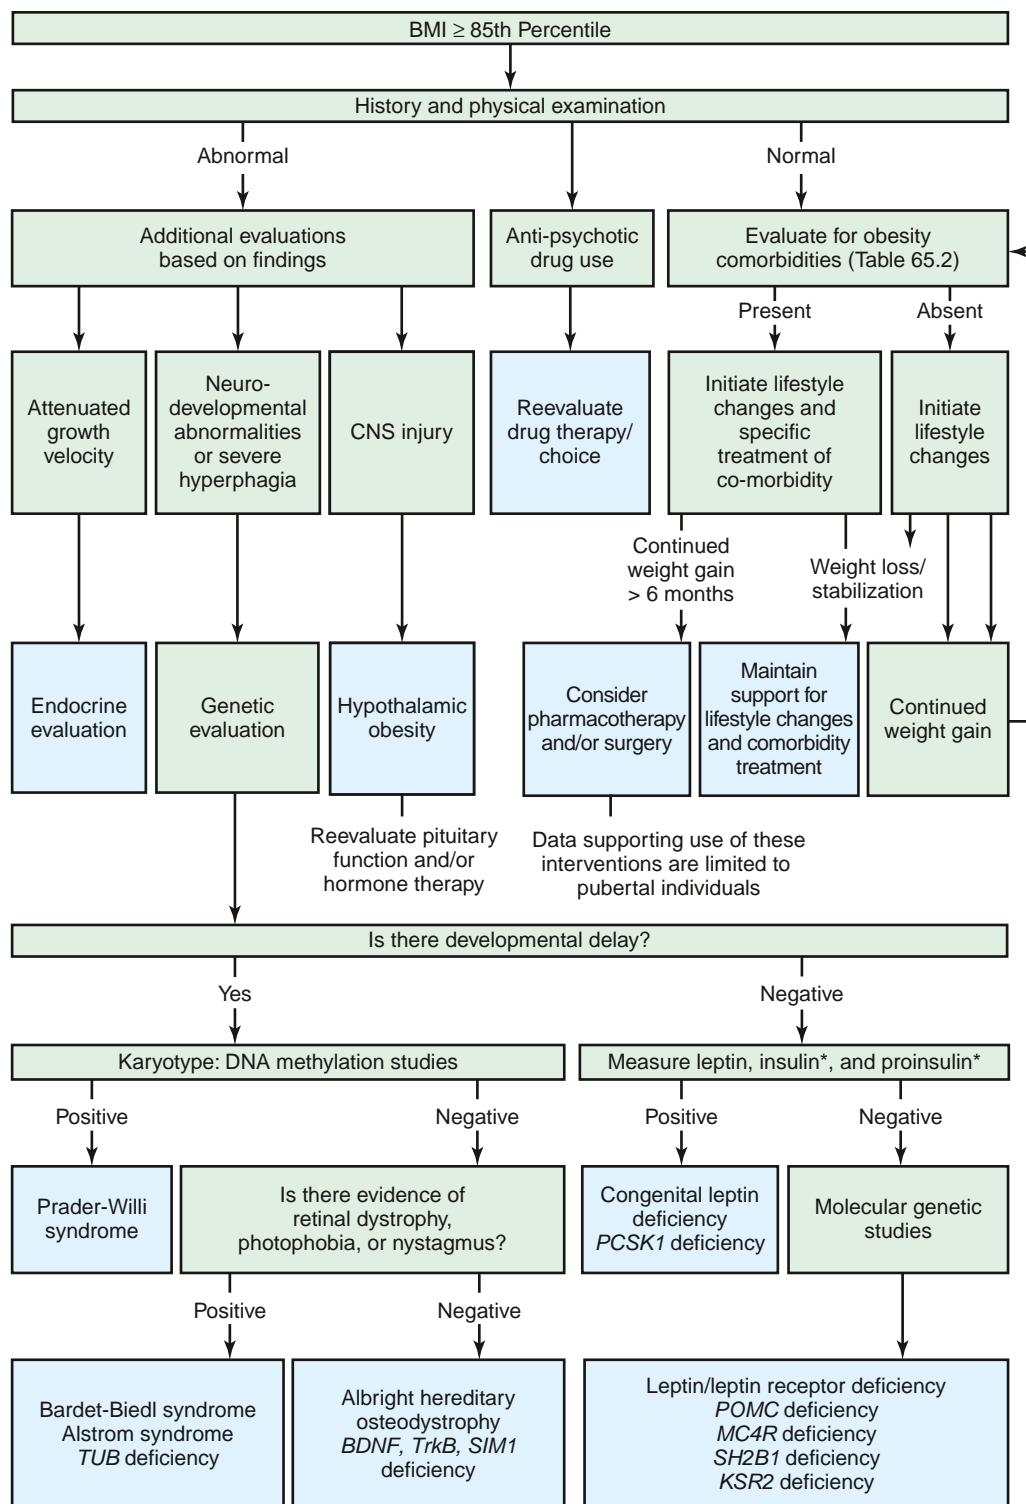 BMI ≥ 85th Percentile
History and physical examination
Abnormal
Normal
Additional evaluations
based on findings
Anti-psychotic
drug use
Evaluate for obesity
comorbidities (Table 65.2)
Present
Absent
Attenuated
growth
velocity
Neuro-
developmental
abnormalities
or severe
hyperphagia
CNS injury
Reevaluate
drug therapy/
choice
Initiate lifestyle
changes and
specific
treatment of
co-morbidity
Initiate
lifestyle
changes
Continued
weight gain
> 6 months
Weight loss/
stabilization
Endocrine
evaluation
Genetic
evaluation
Hypothalamic
obesity
Consider
pharmacotherapy
and/or surgery
Maintain
support for
lifestyle changes
and comorbidity
treatment
Continued
weight gain
Reevaluate pituitary
function and/or
hormone therapy
Data supporting use of these
interventions are limited to
pubertal individuals
Is there developmental delay?
Yes
Negative
Karyotype: DNA methylation studies
Measure leptin, insulin*, and proinsulin*
Positive
Negative
Positive
Negative
Prader-Willi
syndrome
Is there evidence of
retinal dystrophy,
photophobia, or nystagmus?
Congenital leptin
deficiency
PCSK1 deficiency
Molecular genetic
studies
Positive
Negative
Bardet-Biedl syndrome
Alstrom syndrome
TUB deficiency
Albright hereditary
osteodystrophy
BDNF, TrkB, SIM1
deficiency
Leptin/leptin receptor deficiency
POMC deficiency
MC4R deficiency
SH2B1 deficiency
KSR2 deficiency